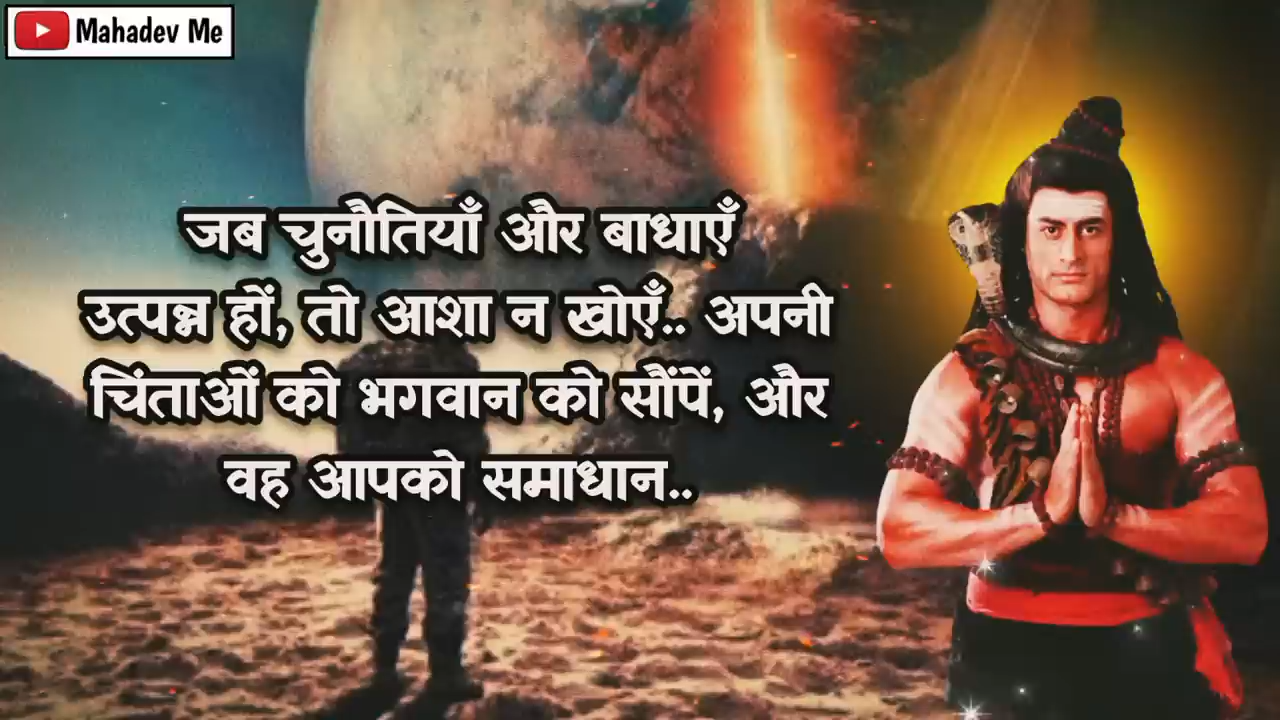 Mahadev Me
जब चुनौतियाँ और बाधाएँ
उत्पन्न हों, तो आशा न खोएँ.. अपनी
चिंताओं को भगवान को सौंपें, और
वह आपको समाधान..